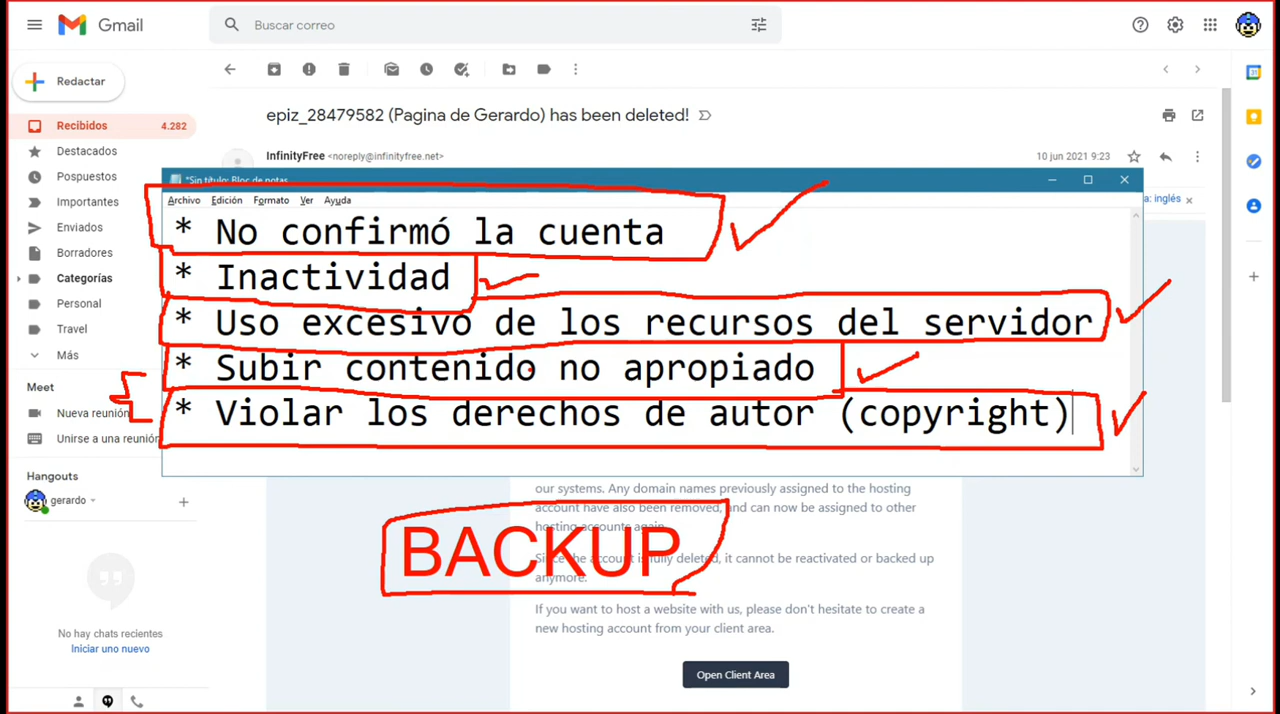 Gmail
Buscar correo
Redactar
Recibidos 4.282
Destacados
Pospuestos
Importantes
Enviados
Borradores
Categorías
Personal
Travel
Más
Meet
Nueva reunión
Unirse a una reunión
Hangouts
gerardo
No hay chats recientes
Iniciar uno nuevo
epiz_28479582 (Pagina de Gerardo) has been deleted!
InfinityFree <noreply@infinityfree.net>
10 jun 2021 9:23
*Sin título: Bloc de notas
Archivo Edición Formato Ver Ayuda
a: inglés
* No confirmó la cuenta
* Inactividad
* Uso excesivo de los recursos del servidor
* Subir contenido no apropiado
* Violar los derechos de autor (copyright)
our systems. Any domain names previously assigned to the hosting
account have also been removed, and can now be assigned to other
hosting accounts again.
BACKUP
Since the account is fully deleted, it cannot be reactivated or backed up
anymore.
If you want to host a website with us, please don't hesitate to create a
new hosting account from your client area.
Open Client Area